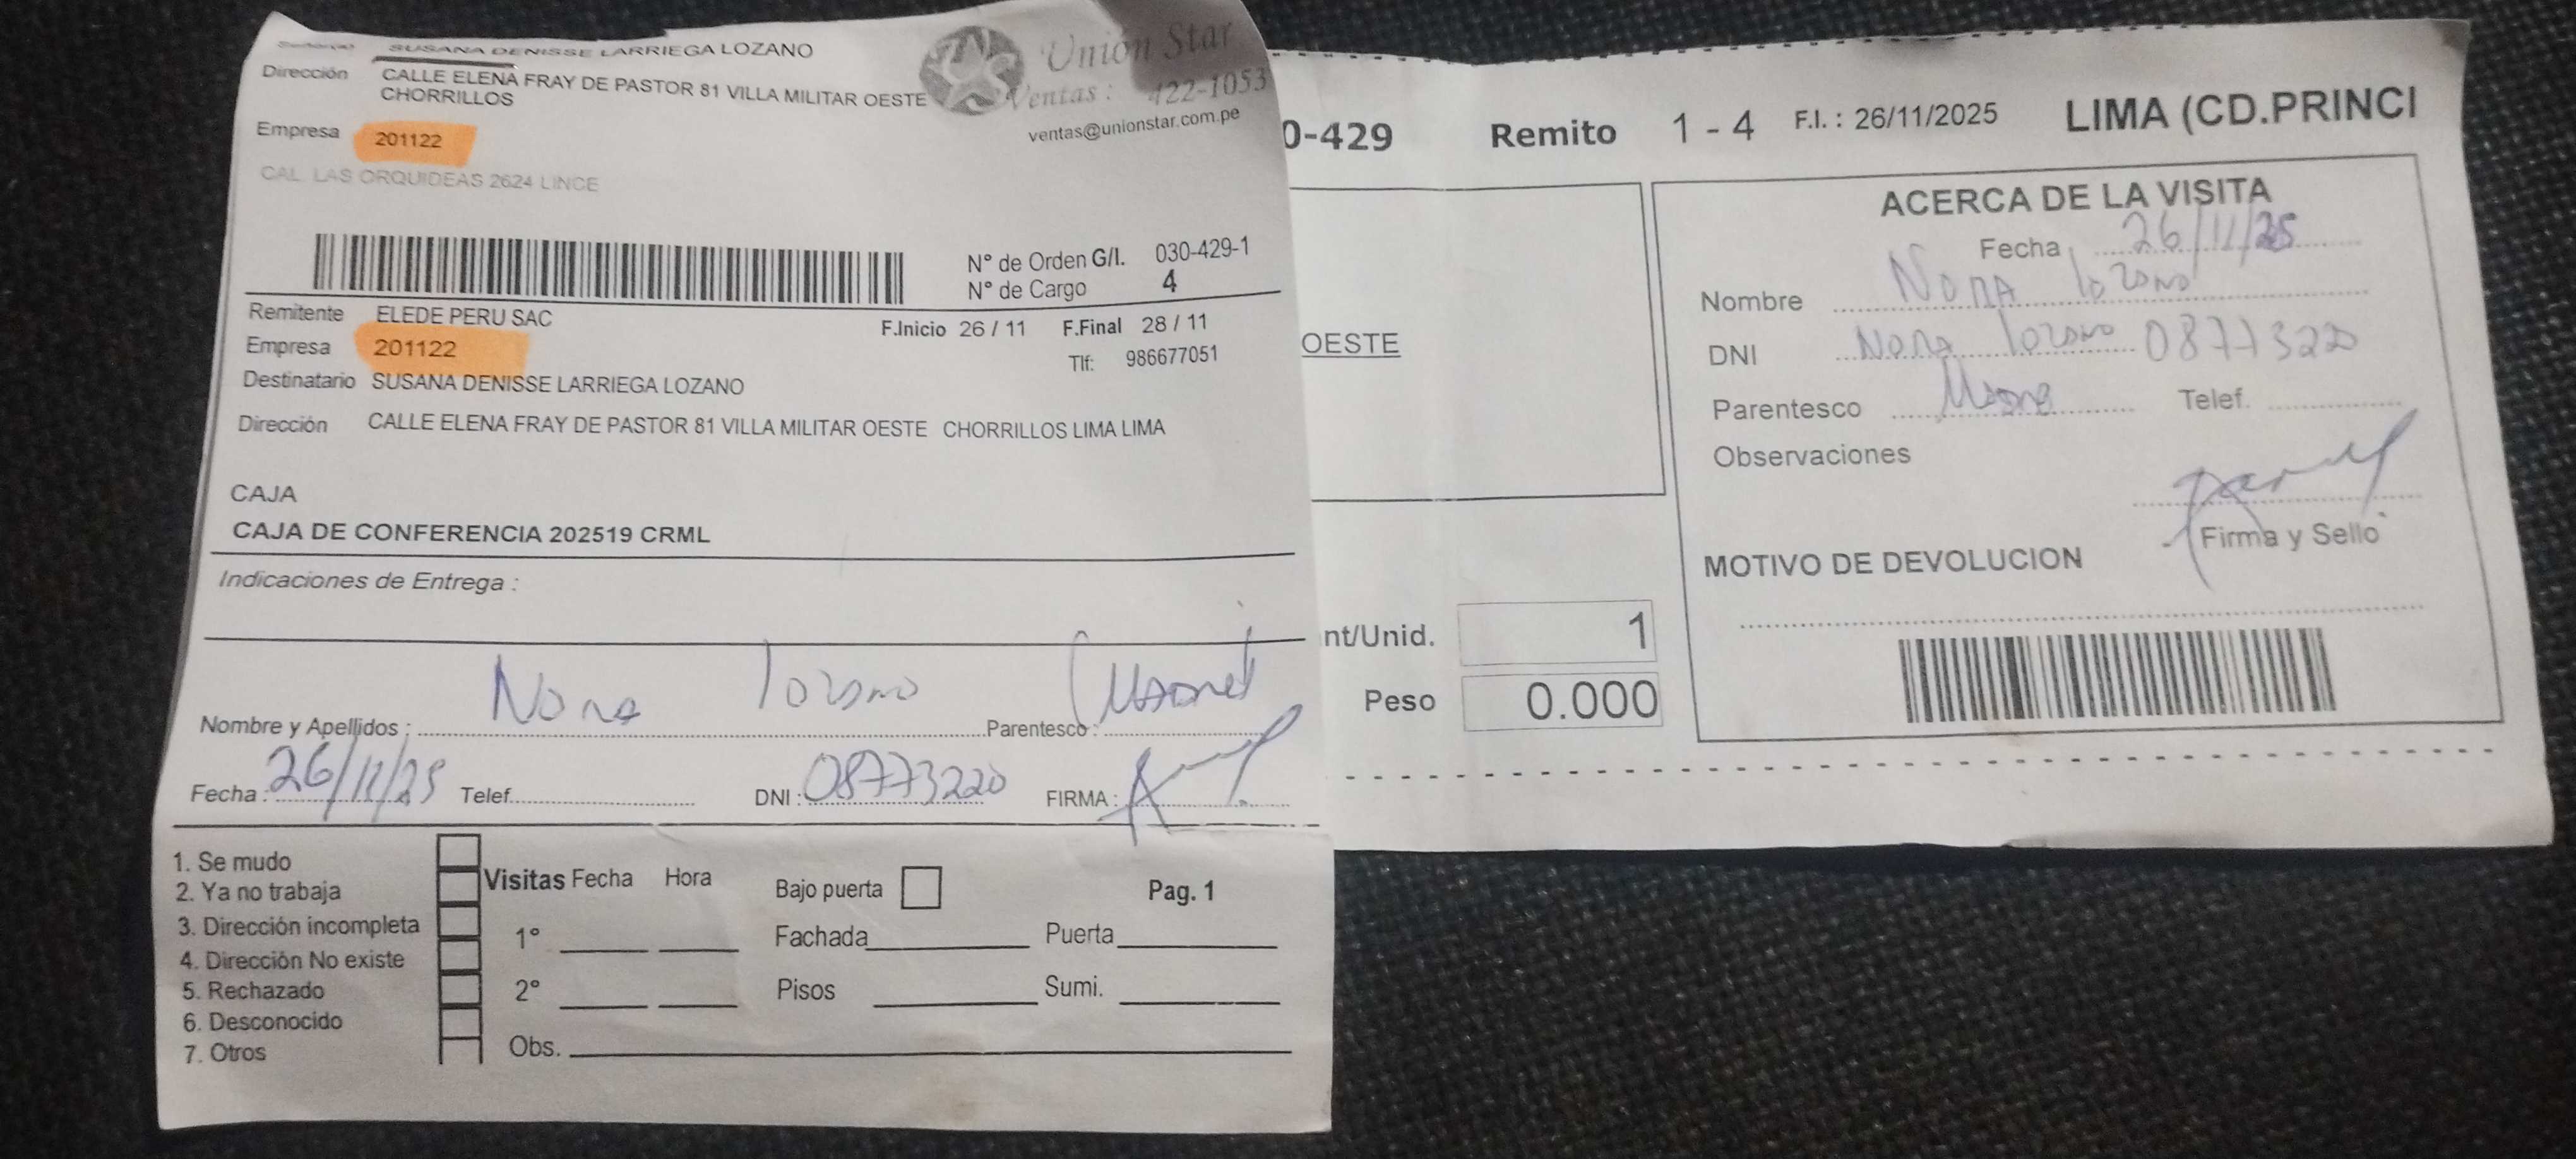 Señor(a) SUSANA DENISSE LARRIEGA LOZANO
Dirección CALLE ELENA FRAY DE PASTOR 81 VILLA MILITAR OESTE
CHORRILLOS
Empresa 201122
CAL. LAS ORQUIDEAS 2624 LINCE
Unión Star
Ventas : 422-1053
ventas@unionstar.com.pe
N° de Orden G/I. 030-429-1
N° de Cargo 4
Remitente ELEDE PERU SAC
F.Inicio 26 / 11 F.Final 28 / 11
Empresa 201122
Tlf: 986677051
Destinatario SUSANA DENISSE LARRIEGA LOZANO
Dirección CALLE ELENA FRAY DE PASTOR 81 VILLA MILITAR OESTE CHORRILLOS LIMA LIMA
CAJA
CAJA DE CONFERENCIA 202519 CRML
Indicaciones de Entrega :
Nombre y Apellidos : Nora lozano Parentesco :
Fecha : 26/11/25 Telef. DNI : 08773220 FIRMA :
1. Se mudo
2. Ya no trabaja
3. Dirección incompleta
4. Dirección No existe
5. Rechazado
6. Desconocido
7. Otros
Visitas Fecha Hora
1°
2°
Obs.
Bajo puerta
Pag. 1
Fachada Puerta
Pisos Sumi.
0-429 Remito 1 - 4 F.I. : 26/11/2025 LIMA (CD.PRINCI
OESTE
nt/Unid. 1
Peso 0.000
ACERCA DE LA VISITA
Fecha 26/11/25
Nombre Nora lozano
DNI Nora lozano 08773220
Parentesco Telef.
Observaciones
Firma y Sello
MOTIVO DE DEVOLUCION